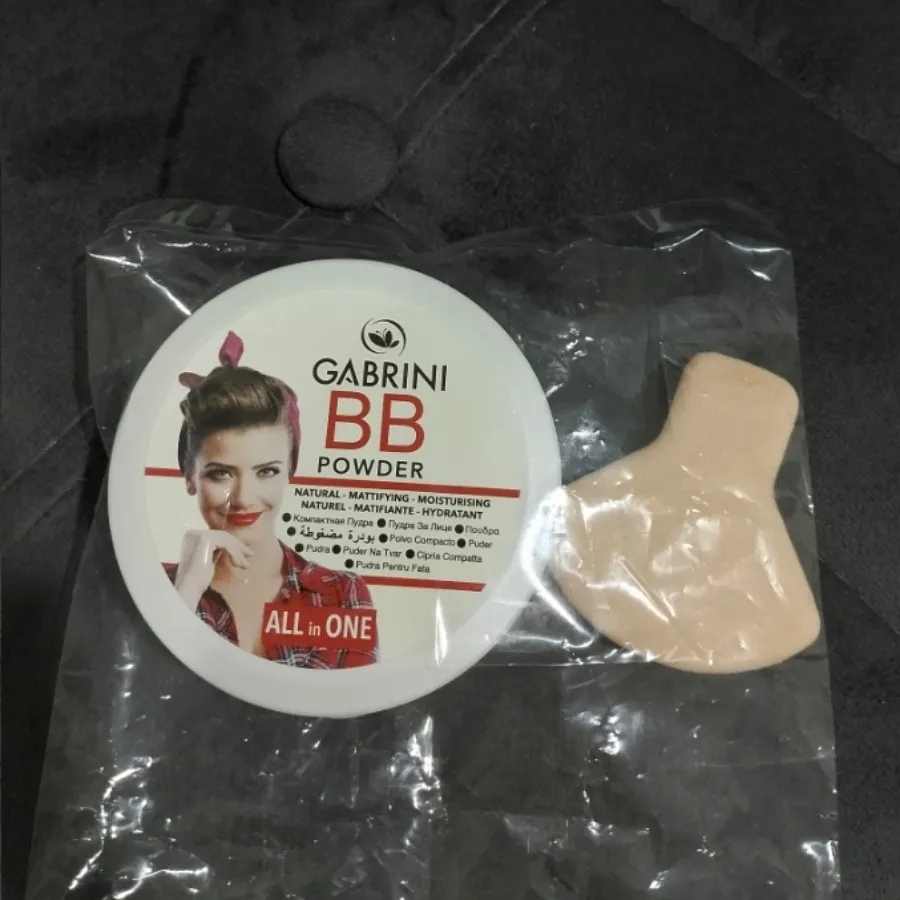 GABRINI
BB
POWDER
NATURAL - MATTIFYING - MOISTURISING
NATUREL - MATIFIANTE - HYDRATANT
● Компактная Пудра ● Пудра За Лице ● Поудра
● بودرة مضغوطة ● Polvo Compacto ● Puder
● Pudra ● Puder Na Tvar ● Cipria Compatta
● Pudra Pentru Fata
ALL in ONE